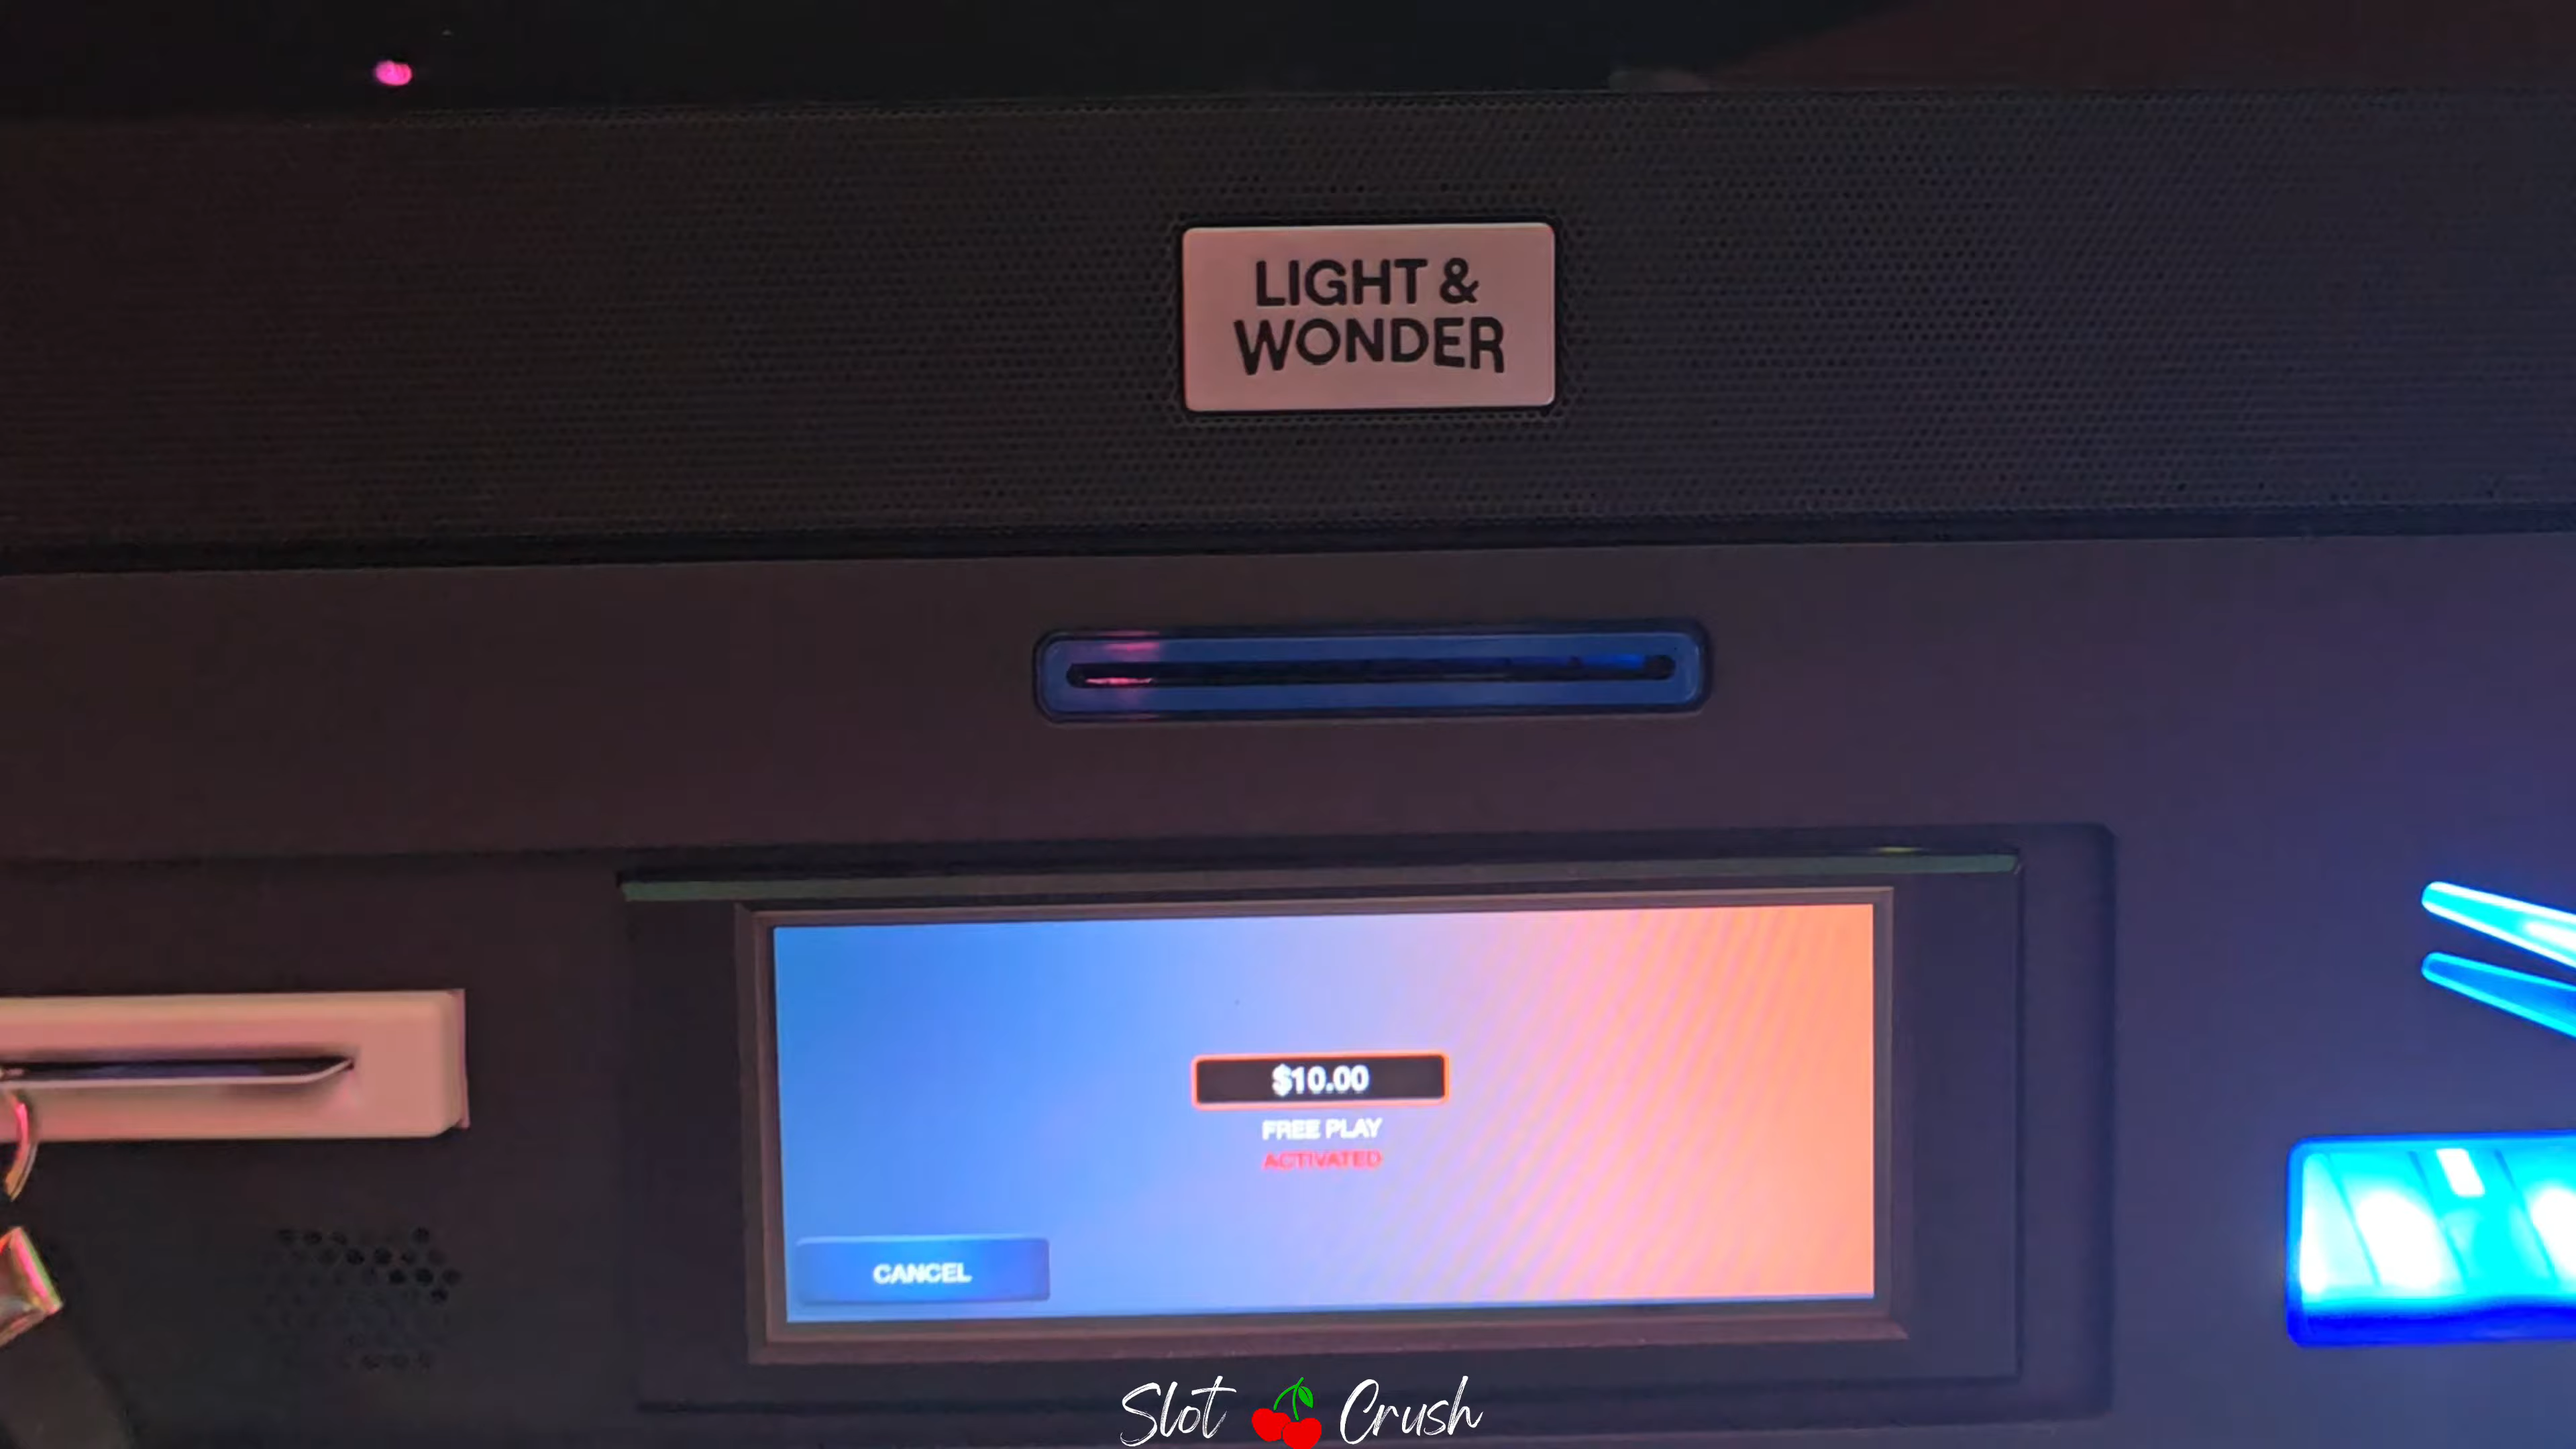 LIGHT &
WONDER
$10.00
FREE PLAY
ACTIVATED
CANCEL
Slot Crush